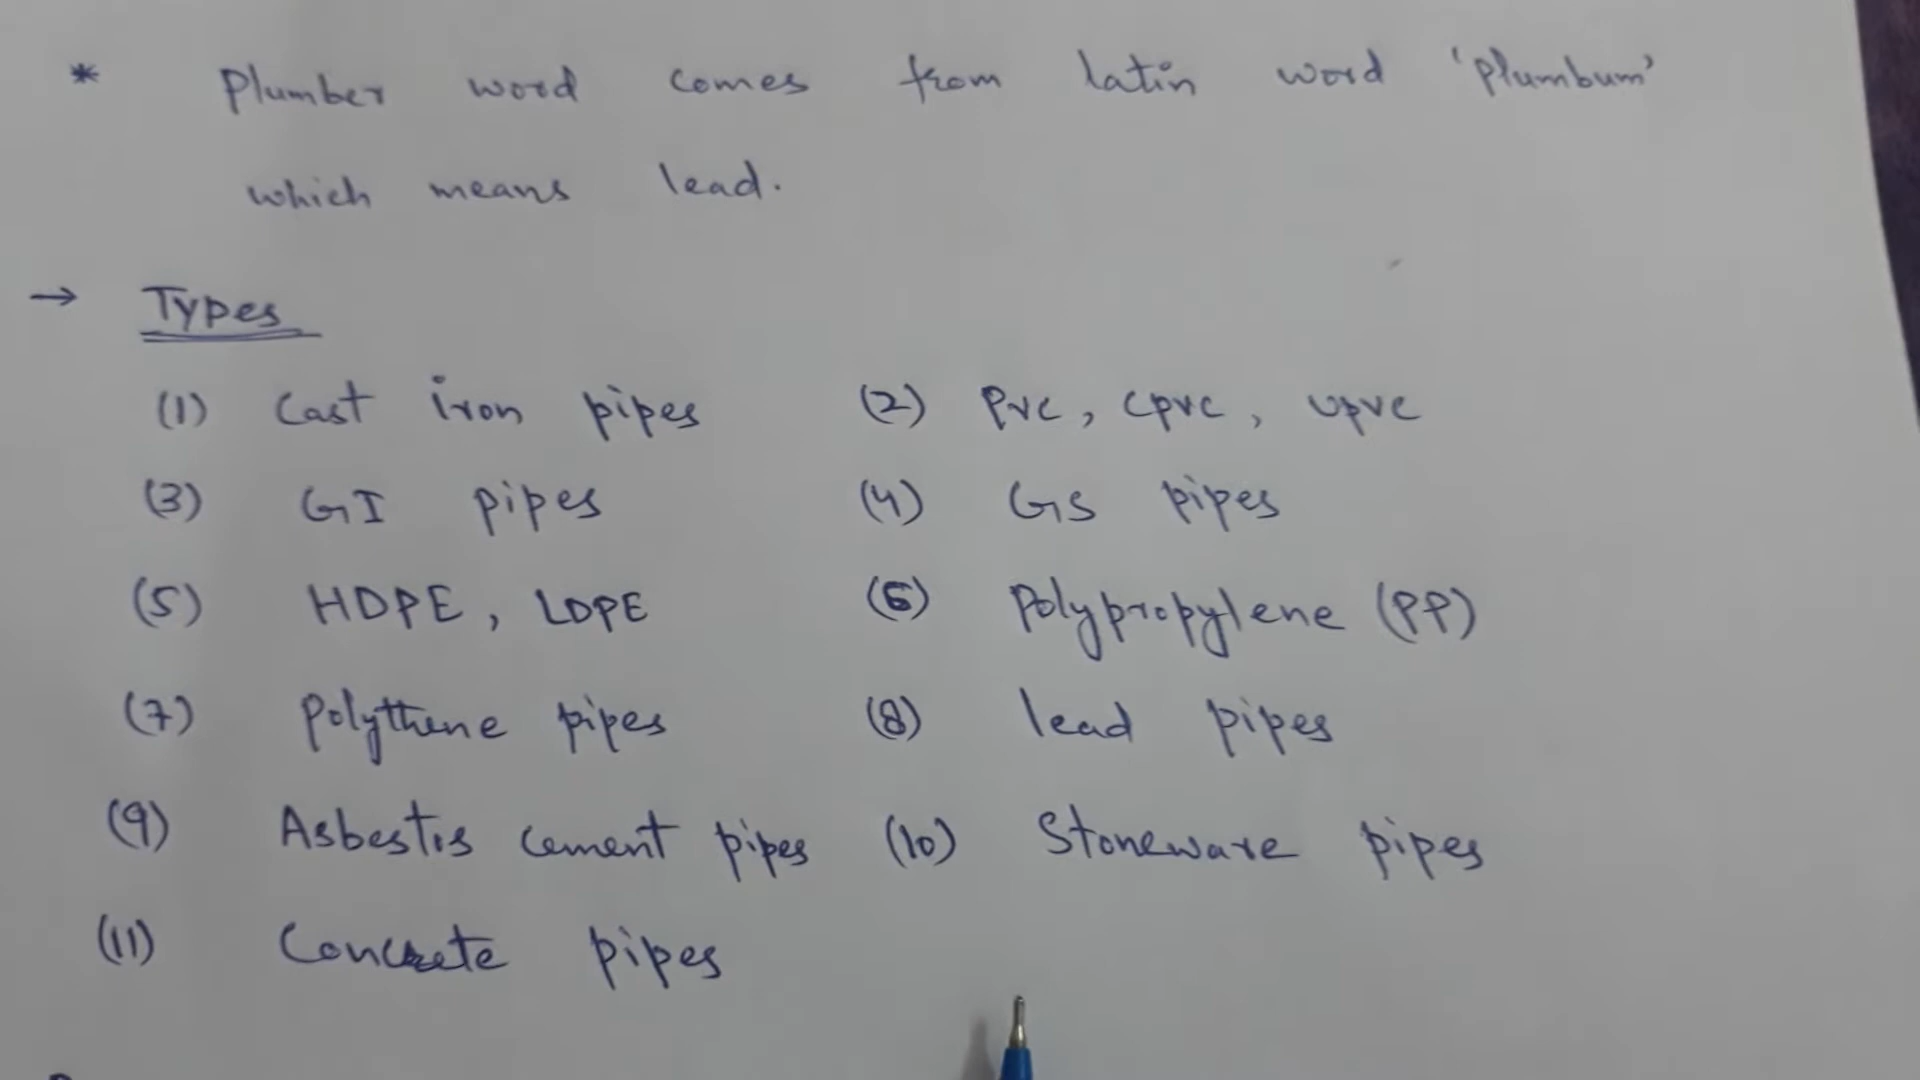 * Plumber word comes from latin word 'plumbum'
which means lead.
→ Types
(1) Cast iron pipes (2) PVC, CPVC, UPVC
(3) GI pipes (4) GS pipes
(5) HDPE, LDPE (6) Polypropylene (PP)
(7) Polythene pipes (8) lead pipes
(9) Asbestos cement pipes (10) Stoneware pipes
(11) Concrete pipes